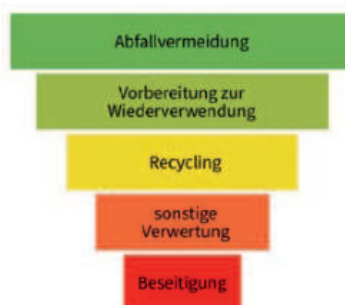 Abfallvermeidung
Vorbereitung zur
Wiederverwendung
Recycling
sonstige
Verwertung
Beseitigung